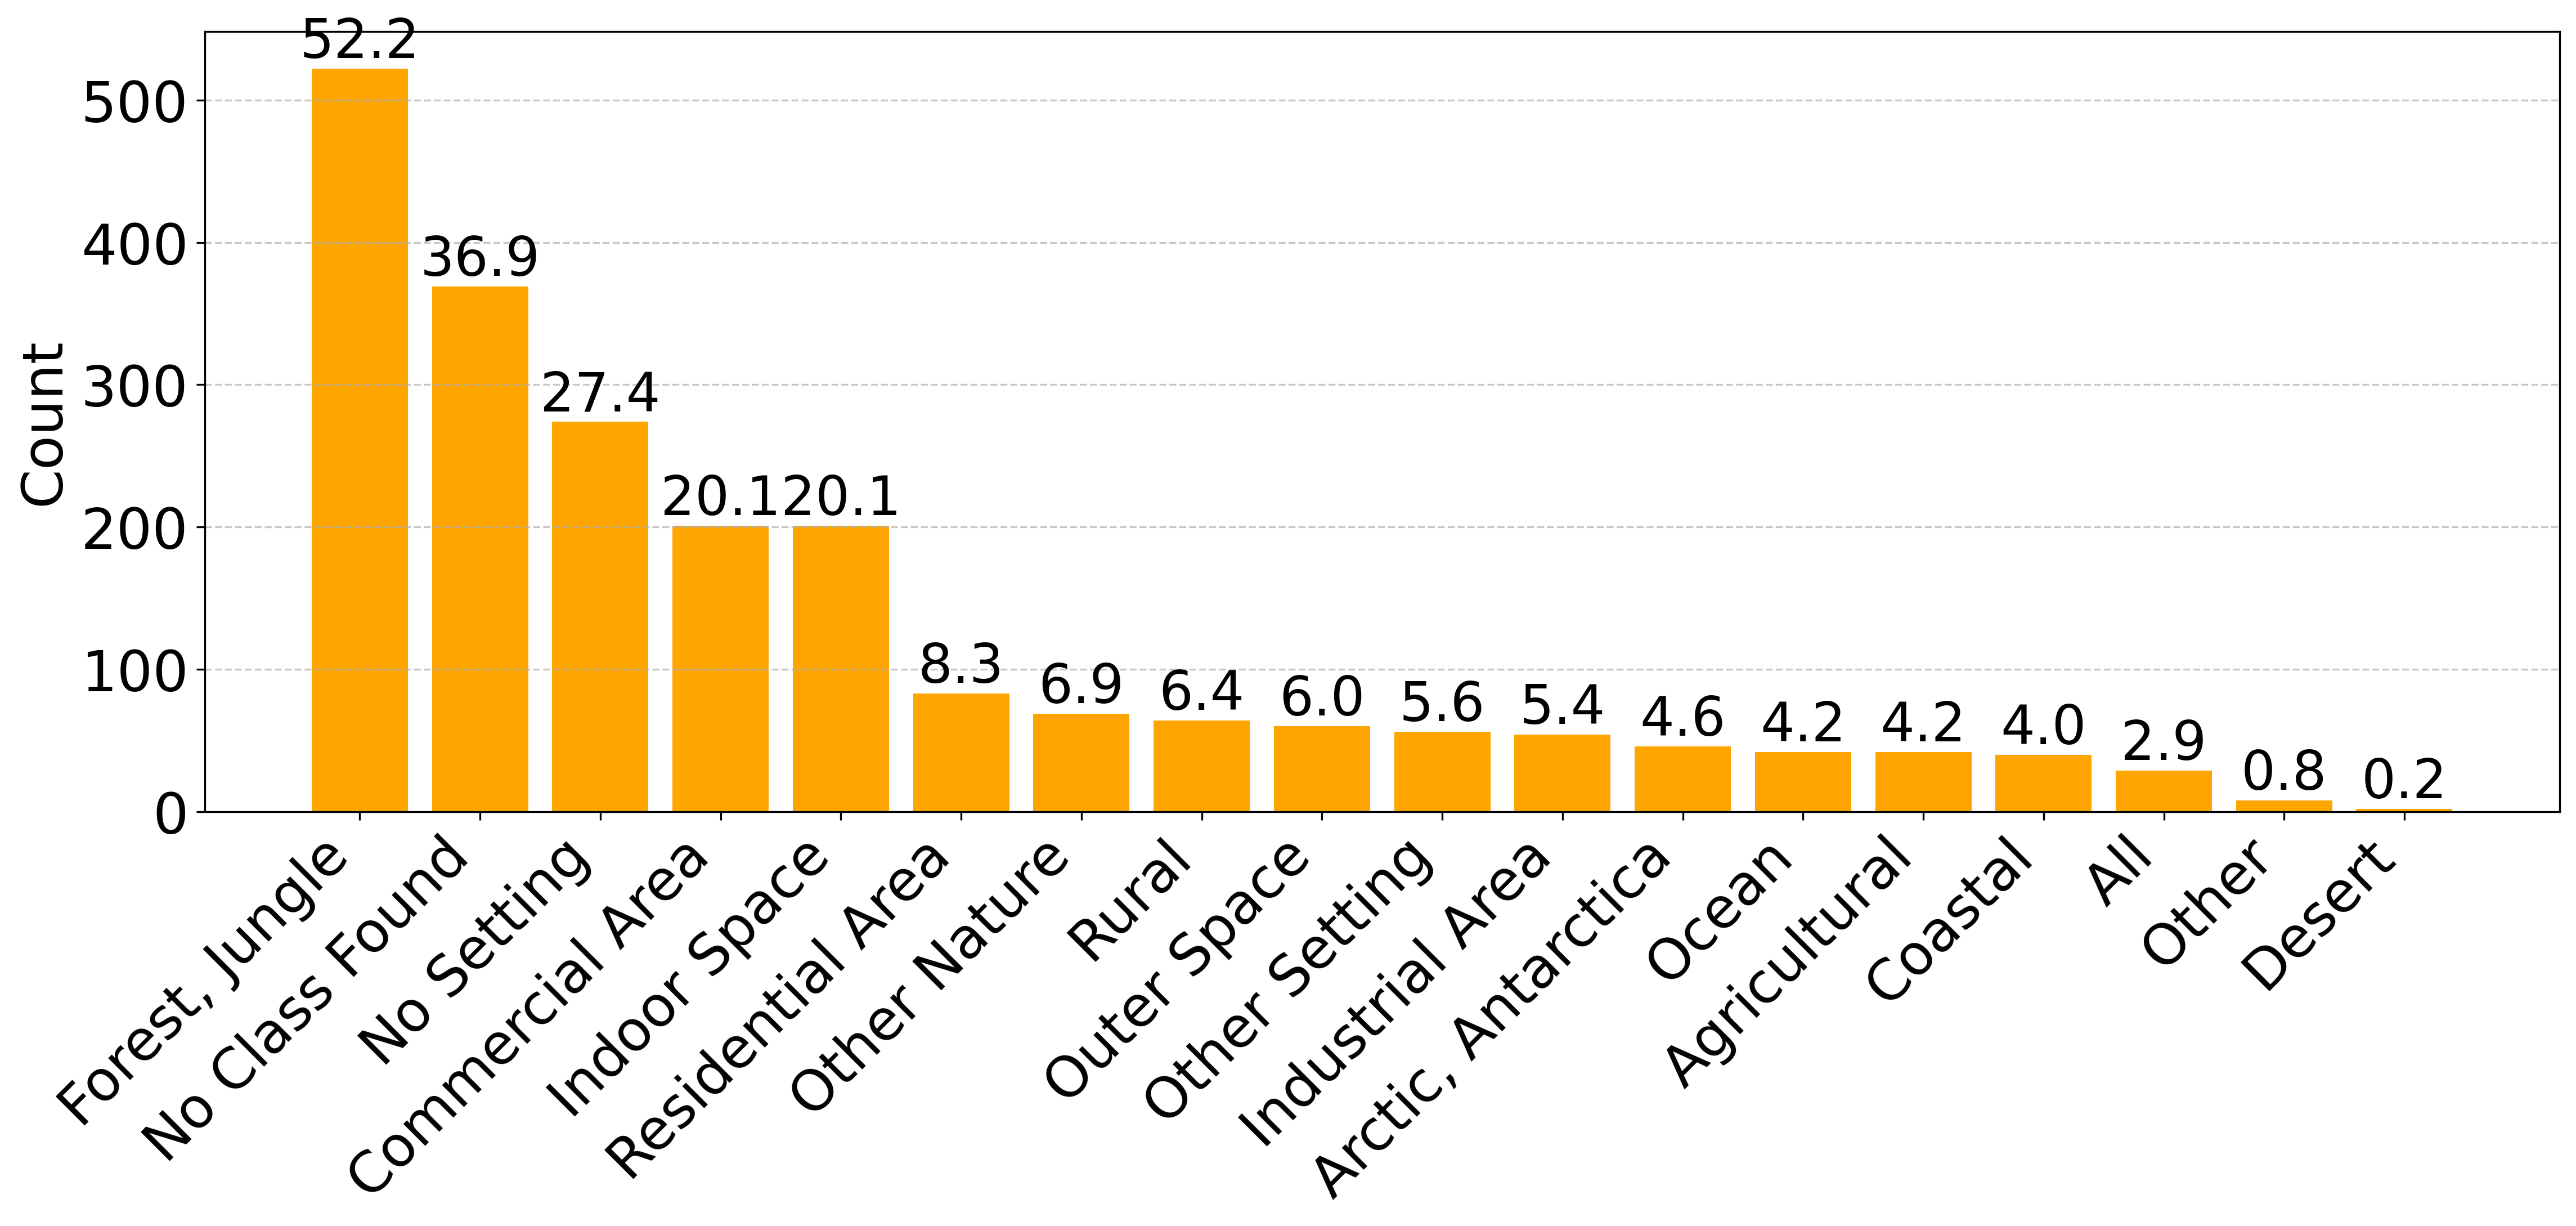 Count
500
400
300
200
100
0
52.2
36.9
27.4
20.1
20.1
8.3
6.9
6.4
6.0
5.6
5.4
4.6
4.2
4.2
4.0
2.9
0.8
0.2
Forest, Jungle
No Class Found
No Setting
Commercial Area
Indoor Space
Residential Area
Other Nature
Rural
Outer Space
Other Setting
Industrial Area
Arctic, Antarctica
Ocean
Agricultural
Coastal
All
Other
Desert